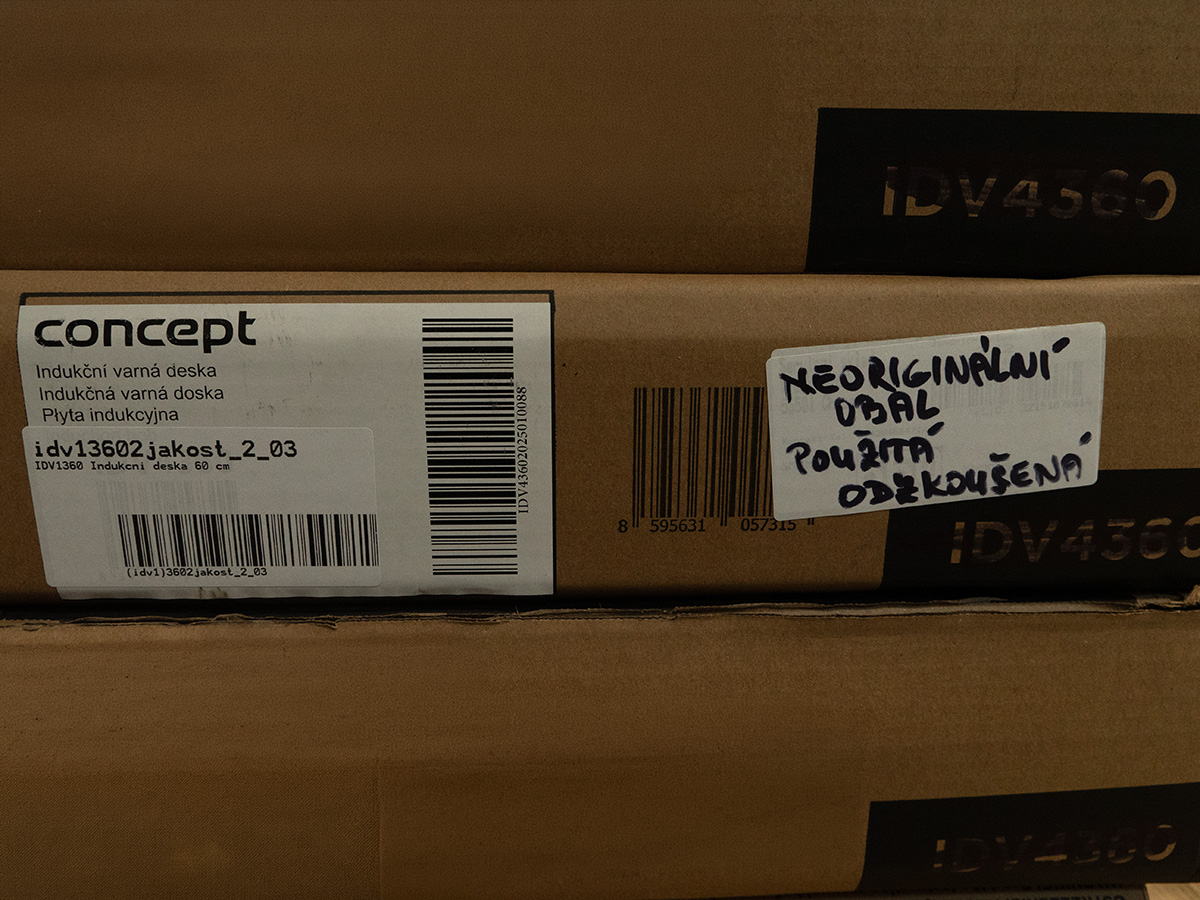 IDV4360
concept
Indukční varná deska
Indukčná varná doska
Płyta indukcyjna
idv13602jakost_2_03
IDV1360 Indukcni deska 60 cm
(idv1)3602jakost_2_03
IDV43602025010088
8 595631 057315
NEORIGINÁLNÍ
OBAL
POUŽITÁ
ODZKOUŠENÁ
IDV4360
IDV4360